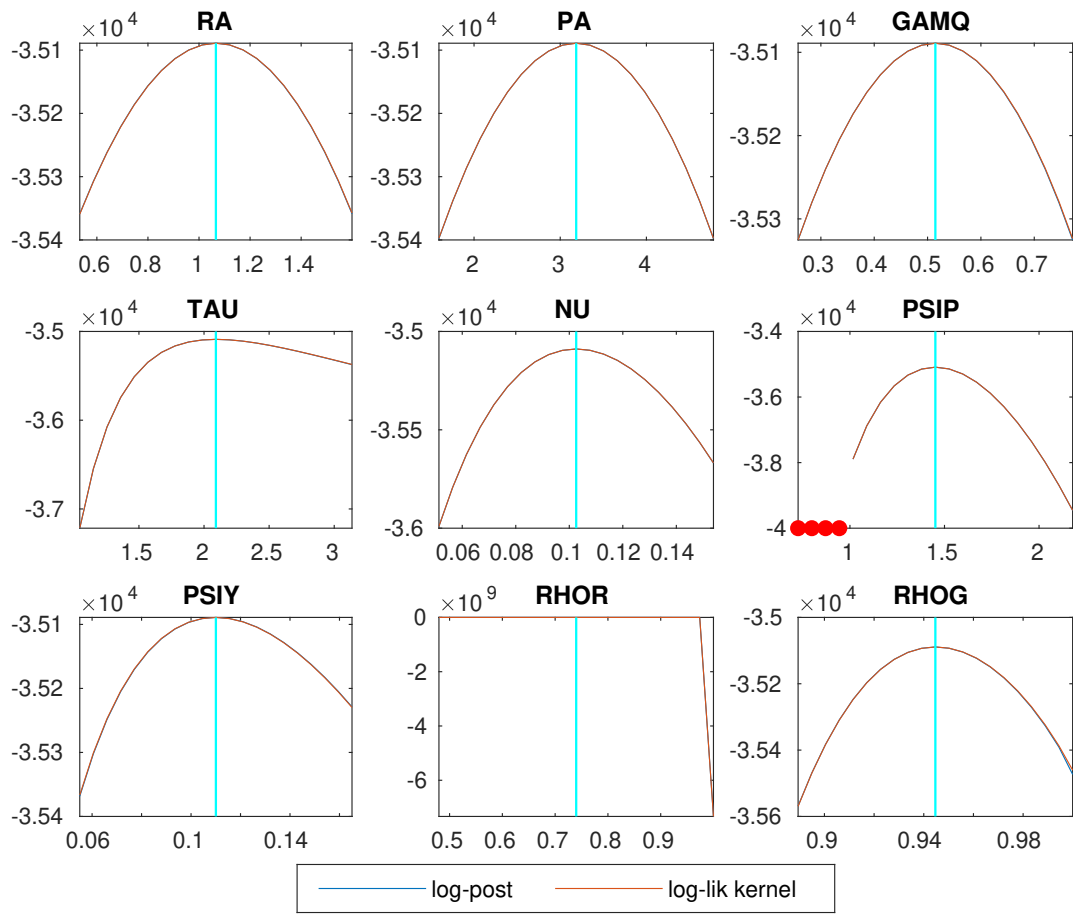 RA PA GAMQ
×10^4 ×10^4 ×10^4
-3.51 -3.51 -3.51
-3.52 -3.52 -3.52
-3.53 -3.53 -3.53
-3.54 -3.54
0.6 0.8 1 1.2 1.4 2 3 4 0.3 0.4 0.5 0.6 0.7
TAU NU PSIP
×10^4 ×10^4 ×10^4
-3.5 -3.5 -3.4
-3.6 -3.55 -3.6
-3.7 -3.6 -3.8
-4
1.5 2 2.5 3 0.06 0.08 0.1 0.12 0.14 1 1.5 2
PSIY RHOR RHOG
×10^4 ×10^9 ×10^4
-3.51 0 -3.5
-3.52 -2 -3.52
-3.53 -4 -3.54
-3.54 -6 -3.56
0.06 0.1 0.14 0.5 0.6 0.7 0.8 0.9 0.9 0.94 0.98
log-post log-lik kernel